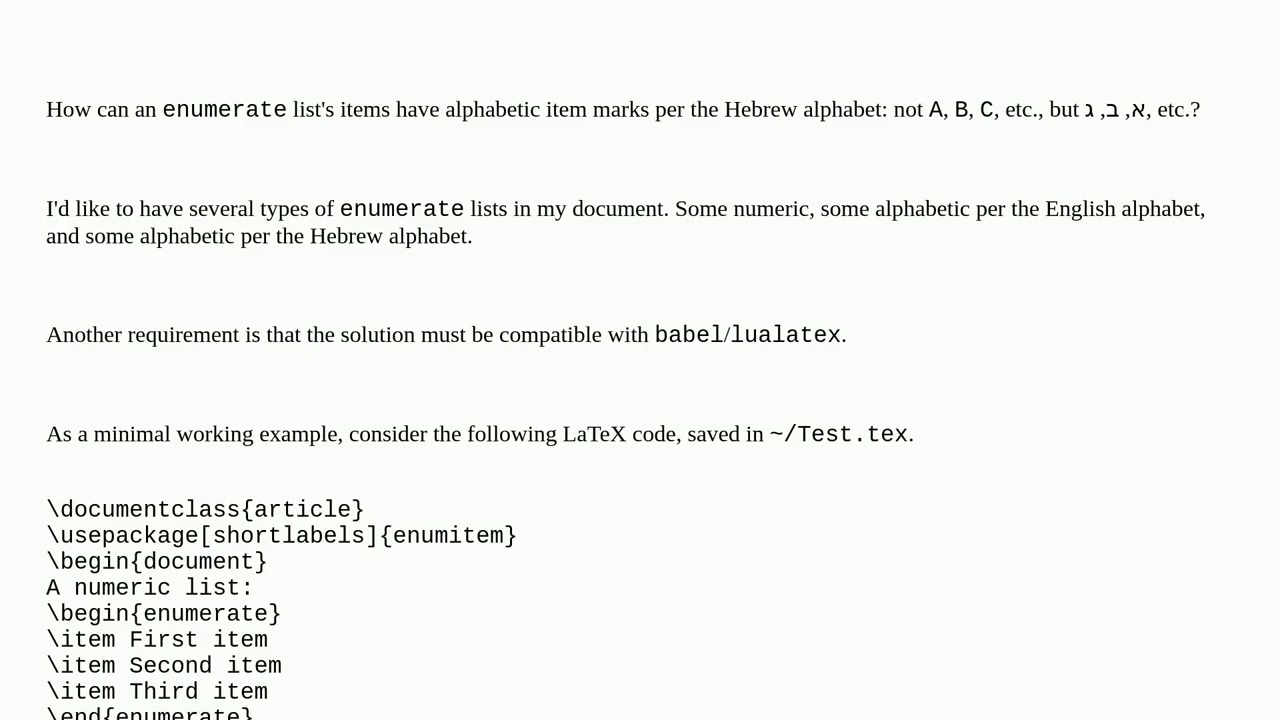 How can an enumerate list's items have alphabetic item marks per the Hebrew alphabet: not A, B, C, etc., but א, ב, ג, etc.?
I'd like to have several types of enumerate lists in my document. Some numeric, some alphabetic per the English alphabet,
and some alphabetic per the Hebrew alphabet.
Another requirement is that the solution must be compatible with babel/lualatex.
As a minimal working example, consider the following LaTeX code, saved in ~/Test.tex.
\documentclass{article}
\usepackage[shortlabels]{enumitem}
\begin{document}
A numeric list:
\begin{enumerate}
\item First item
\item Second item
\item Third item
\end{enumerate}